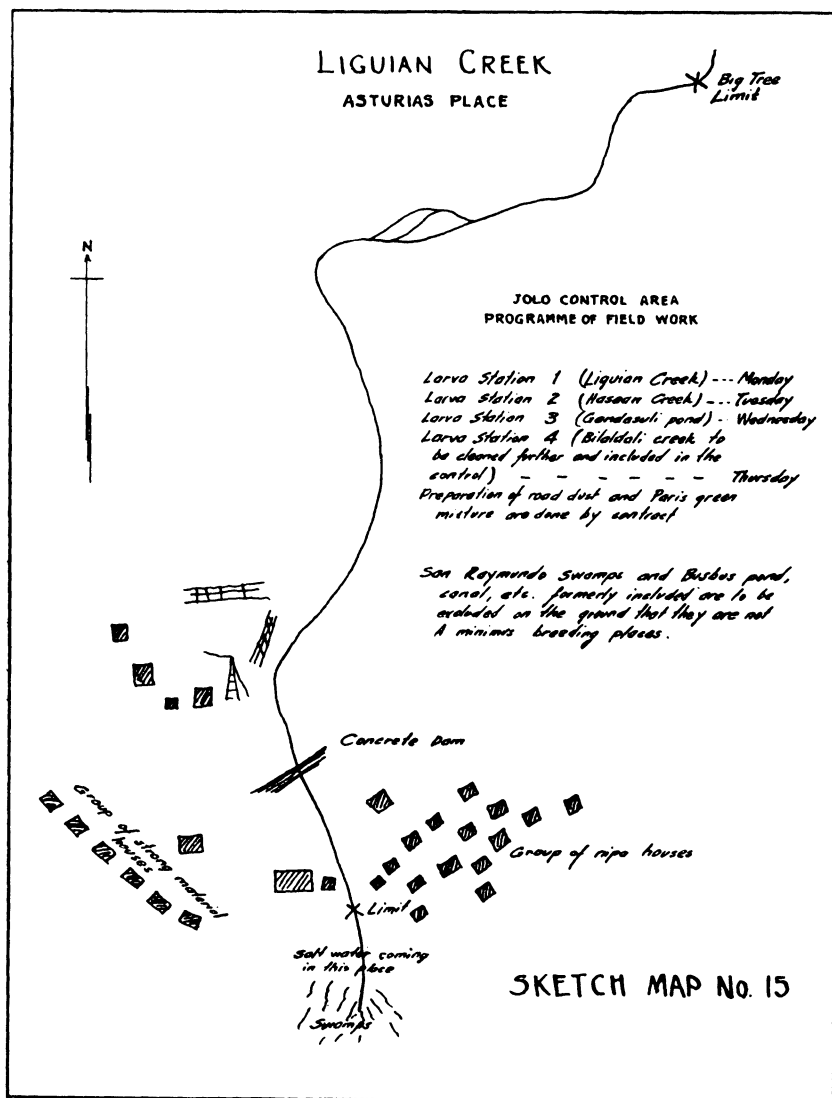 LIGUIAN CREEK
ASTURIAS PLACE
Big Tree
Limit
N
JOLO CONTROL AREA
PROGRAMME OF FIELD WORK
Larva Station 1 (Liguian Creek) --- Monday
Larva Station 2 (Hasaan Creek) --- Tuesday
Larva Station 3 (Gandasuli pond) - Wednesday
Larva Station 4 (Bilaldali creek to
be cleaned further and included in the
control) - - - - - - Thursday
Preparation of road dust and Paris green
mixture are done by contract
San Raymundo Swamps and Busbus pond,
canal, etc. formerly included are to be
excluded on the ground that they are not
A minimus breeding places.
Concrete Dam
Group of strong material
houses
Group of nipa houses
Limit
Salt water coming
in this place
Swamps
SKETCH MAP No. 15